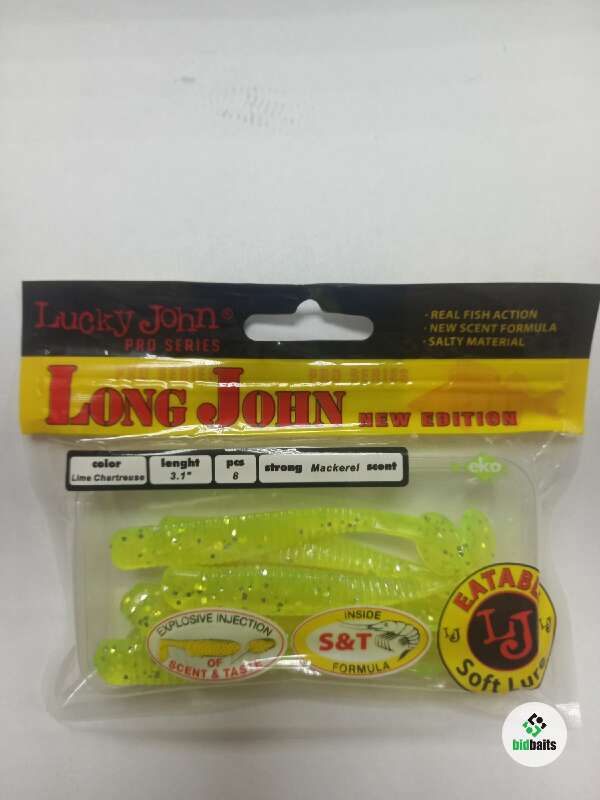 Lucky John®
PRO SERIES
· REAL FISH ACTION
· NEW SCENT FORMULA
· SALTY MATERIAL
LONG JOHN NEW EDITION
color
Lime Chartreuse
lenght
3.1"
pcs
8
strong Mackerel scent
eko
EXPLOSIVE INJECTION
OF
SCENT & TASTE
INSIDE
S&T
FORMULA
EATABLE
LJ
LJ
LJ
Soft Lure
bidbaits